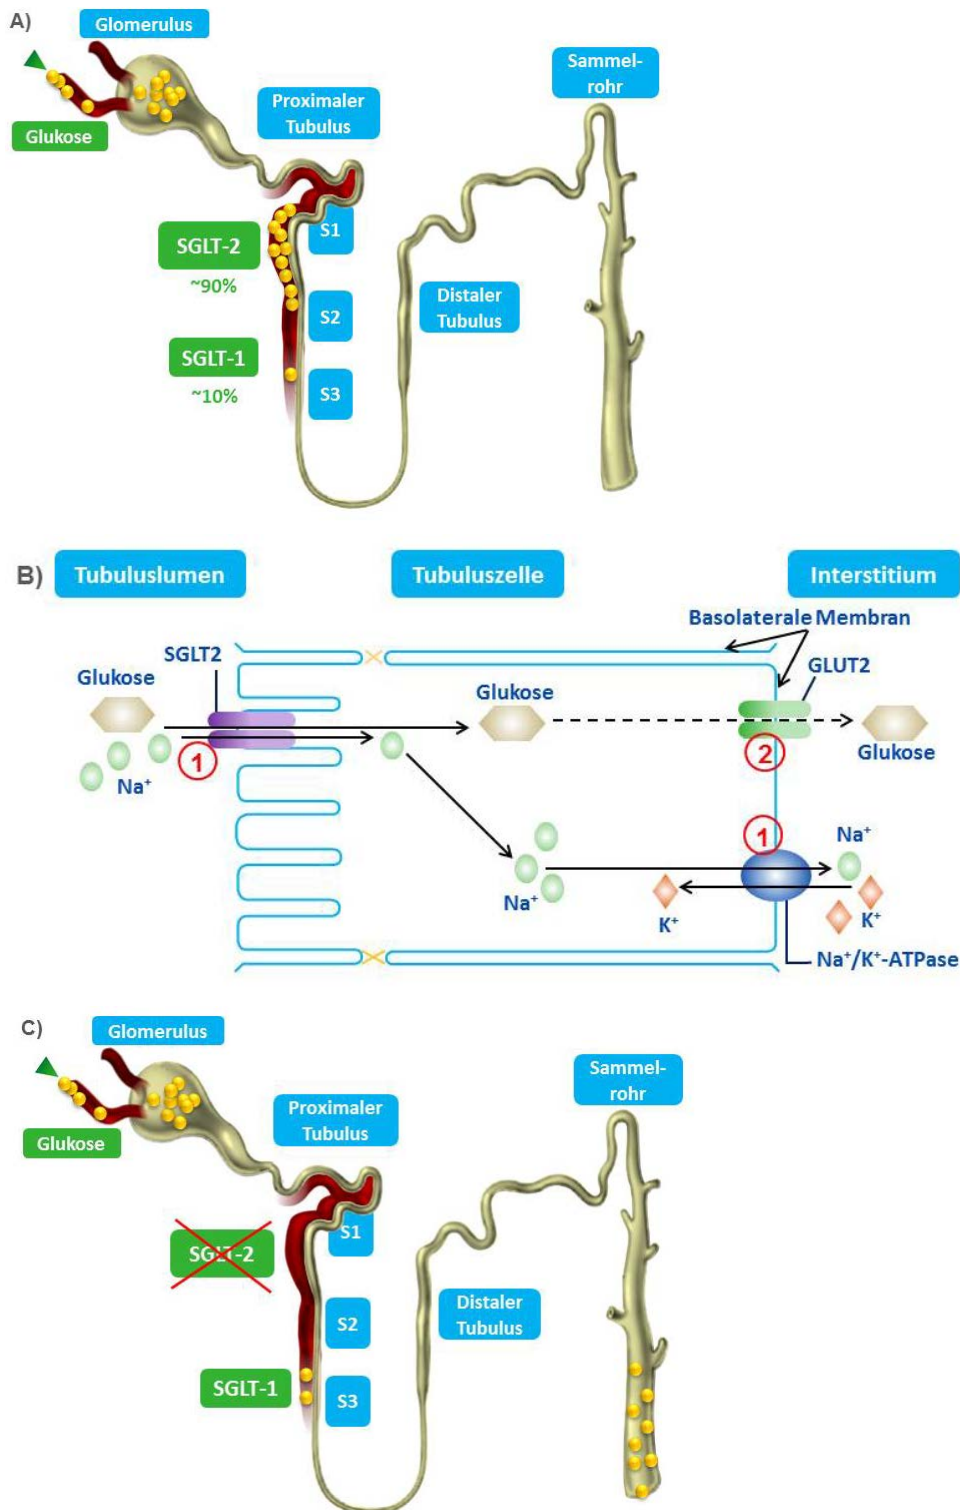 A)
Glomerulus
Glukose
Proximaler
Tubulus
Sammel-
rohr
SGLT-2
~90%
S1
S2
Distaler
Tubulus
SGLT-1
~10%
S3
B)
Tubuluslumen
Tubuluszelle
Interstitium
Basolaterale Membran
SGLT2
GLUT2
Glukose
Glukose
Glukose
Na⁺
1
2
1
Na⁺
Na⁺
K⁺
K⁺
Na⁺/K⁺-ATPase
C)
Glomerulus
Glukose
Proximaler
Tubulus
Sammel-
rohr
SGLT-2
S1
S2
Distaler
Tubulus
SGLT-1
S3